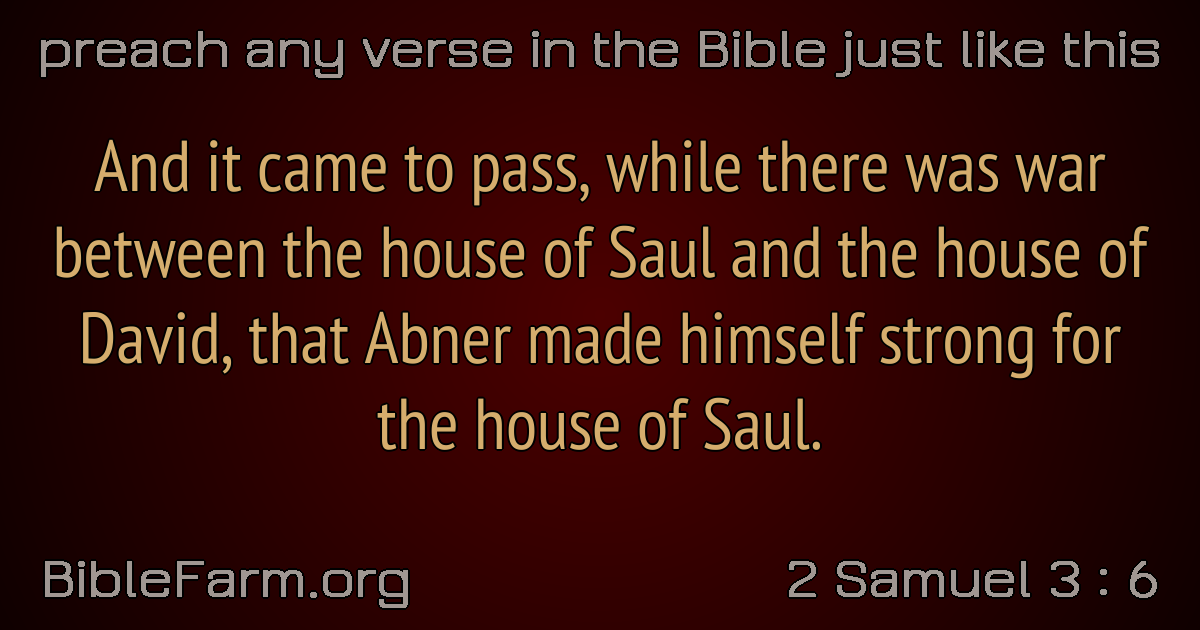 preach any verse in the Bible just like this
And it came to pass, while there was war
between the house of Saul and the house of
David, that Abner made himself strong for
the house of Saul.
BibleFarm.org
2 Samuel 3 : 6